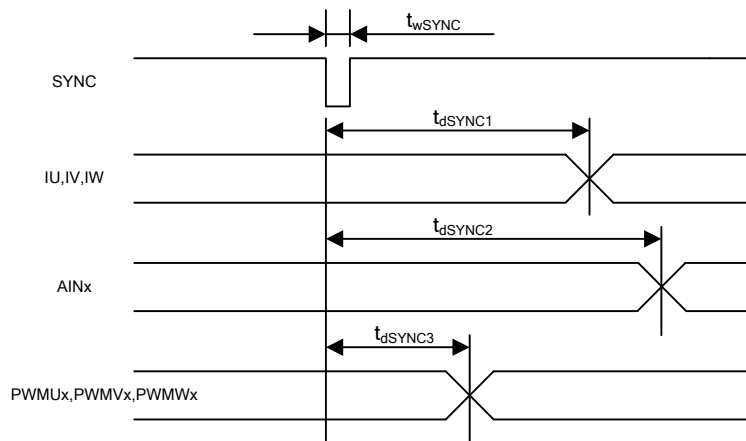 twSYNC
SYNC
tdSYNC1
IU,IV,IW
tdSYNC2
AINx
tdSYNC3
PWMUx,PWMVx,PWMWx